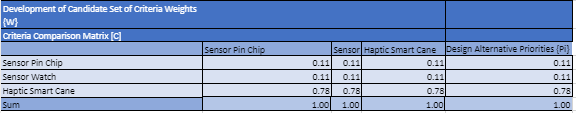 Development of Candidate Set of Criteria Weights
{W}
Criteria Comparison Matrix [C]
Sensor Pin Chip Sensor Haptic Smart Cane Design Alternative Priorities {Pi}
Sensor Pin Chip 0.11 0.11 0.11 0.11
Sensor Watch 0.11 0.11 0.11 0.11
Haptic Smart Cane 0.78 0.78 0.78 0.78
Sum 1.00 1.00 1.00 1.00